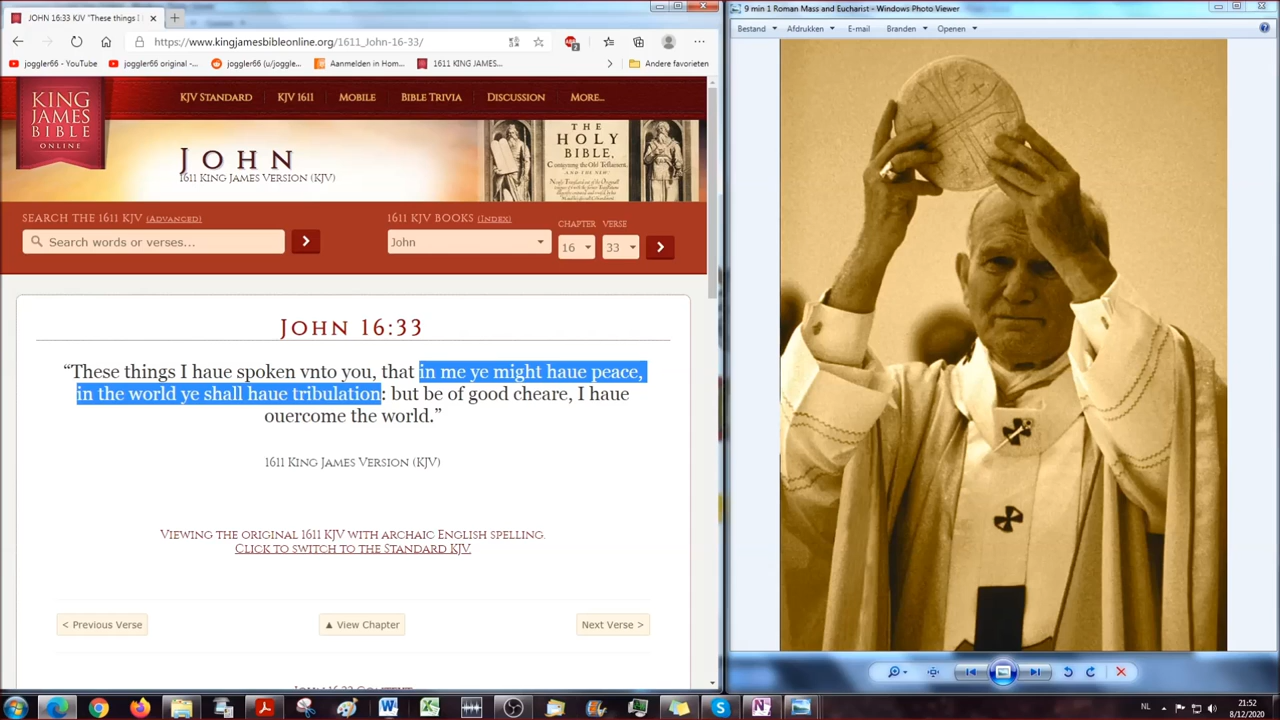 JOHN 16:33 KJV "These things I
https://www.kingjamesbibleonline.org/1611_John-16-33/
joggler66 - YouTube
joggler66 original -...
joggler66 (u/joggle...
Aanmelden in Hom...
1611 KING JAMES...
Andere favorieten
KING
JAMES
BIBLE
ONLINE
KJV STANDARD
KJV 1611
MOBILE
BIBLE TRIVIA
DISCUSSION
MORE...
JOHN
1611 KING JAMES VERSION (KJV)
THE
HOLY
BIBLE,
SEARCH THE 1611 KJV (ADVANCED)
Search words or verses...
1611 KJV BOOKS (INDEX)
John
CHAPTER
16
VERSE
33
JOHN 16:33
“These things I haue spoken vnto you, that in me ye might haue peace,
in the world ye shall haue tribulation: but be of good cheare, I haue
ouercome the world.”
1611 KING JAMES VERSION (KJV)
VIEWING THE ORIGINAL 1611 KJV WITH ARCHAIC ENGLISH SPELLING.
CLICK TO SWITCH TO THE STANDARD KJV
< Previous Verse
▲ View Chapter
Next Verse >
9 min 1 Roman Mass and Eucharist - Windows Photo Viewer
Bestand
Afdrukken
E-mail
Branden
Openen
NL
21:52
8/12/2020